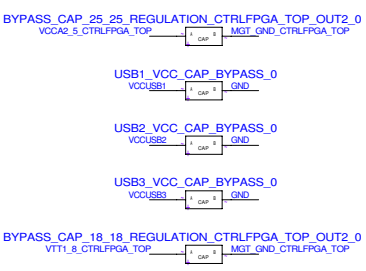 BYPASS_CAP_25_25_REGULATION_CTRLFPGA_TOP_OUT2_0
VCCA2_5_CTRLFPGA_TOP A CAP B MGT_GND_CTRLFPGA_TOP
USB1_VCC_CAP_BYPASS_0
VCCUSB1 A CAP B GND
USB2_VCC_CAP_BYPASS_0
VCCUSB2 A CAP B GND
USB3_VCC_CAP_BYPASS_0
VCCUSB3 A CAP B GND
BYPASS_CAP_18_18_REGULATION_CTRLFPGA_TOP_OUT2_0
VTT1_8_CTRLFPGA_TOP A CAP B MGT_GND_CTRLFPGA_TOP